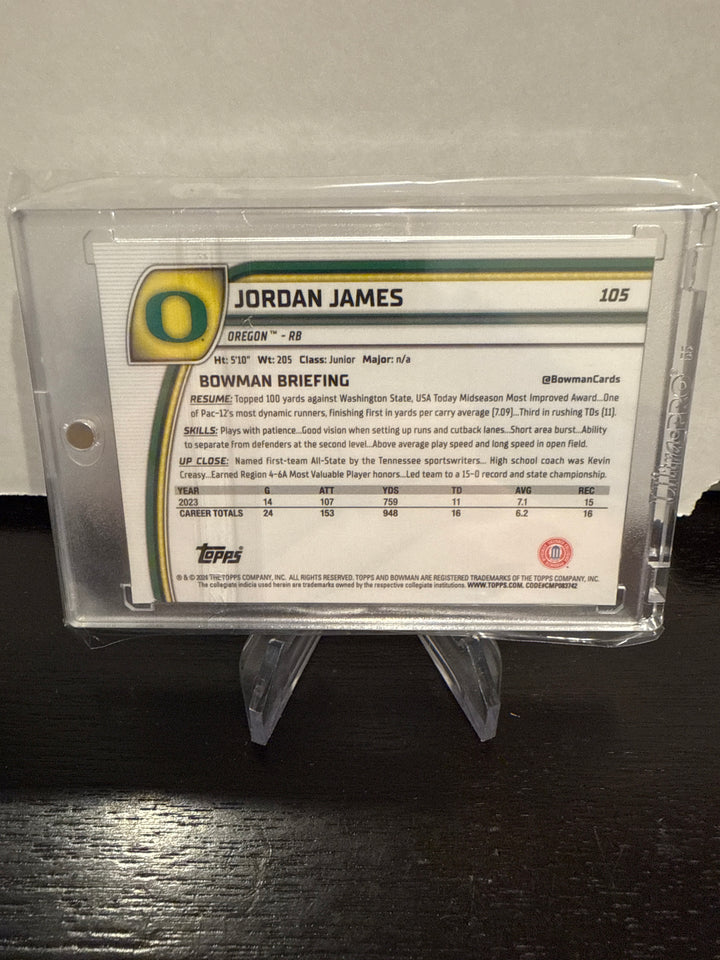 O
JORDAN JAMES
105
OREGON™ - RB
Ht: 5'10" Wt: 205 Class: Junior Major: n/a
BOWMAN BRIEFING
@BowmanCards
RESUME: Topped 100 yards against Washington State, USA Today Midseason Most Improved Award...One
of Pac-12's most dynamic runners, finishing first in yards per carry average (7.09)...Third in rushing TDs (11).
SKILLS: Plays with patience...Good vision when setting up runs and cutback lanes...Short area burst...Ability
to separate from defenders at the second level...Above average play speed and long speed in open field.
UP CLOSE: Named first-team All-State by the Tennessee sportswriters... High school coach was Kevin
Creasy...Earned Region 4-6A Most Valuable Player honors...Led team to a 15-0 record and state championship.
YEAR G ATT YDS TD AVG REC
2023 14 107 759 11 7.1 15
CAREER TOTALS 24 153 948 16 6.2 16
Topps
® & © 2024 THE TOPPS COMPANY, INC. ALL RIGHTS RESERVED. TOPPS AND BOWMAN ARE REGISTERED TRADEMARKS OF THE TOPPS COMPANY, INC.
The collegiate indicia used herein are trademarks owned by the respective collegiate institutions. WWW.TOPPS.COM. CODE#CMP083742
UltraPRO®